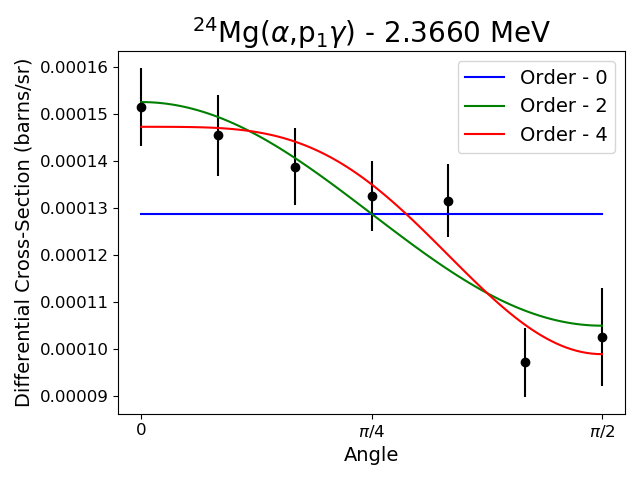 ²⁴Mg(α,p₁γ) - 2.3660 MeV
Differential Cross-Section (barns/sr)
0.00016
0.00015
0.00014
0.00013
0.00012
0.00011
0.00010
0.00009
Order - 0
Order - 2
Order - 4
0 π/4 π/2
Angle